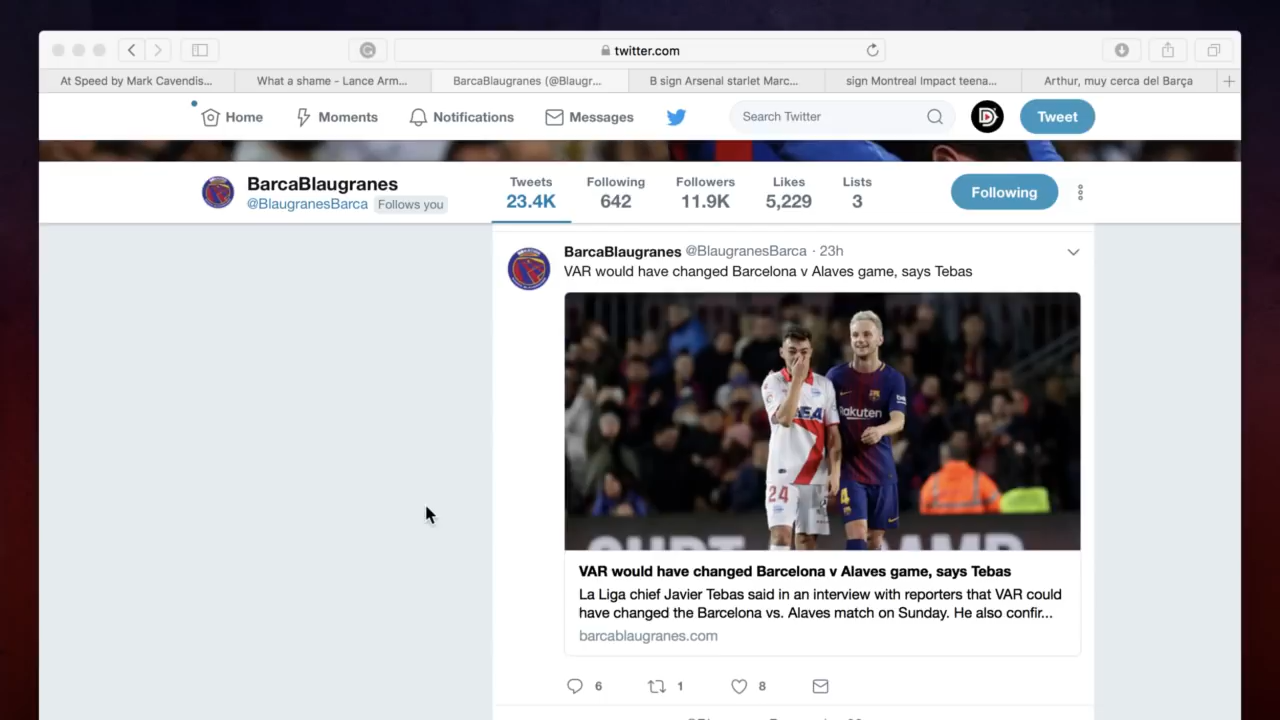 twitter.com
At Speed by Mark Cavendis...
What a shame - Lance Arm...
BarcaBlaugranes (@Blaugr...
B sign Arsenal starlet Marc...
sign Montreal Impact teena...
Arthur, muy cerca del Barça
Home
Moments
Notifications
Messages
Search Twitter
Tweet
BarcaBlaugranes
@BlaugranesBarca Follows you
Tweets
23.4K
Following
642
Followers
11.9K
Likes
5,229
Lists
3
Following
BarcaBlaugranes @BlaugranesBarca · 23h
VAR would have changed Barcelona v Alaves game, says Tebas
Rakuten
24
4
VAR would have changed Barcelona v Alaves game, says Tebas
La Liga chief Javier Tebas said in an interview with reporters that VAR could
have changed the Barcelona vs. Alaves match on Sunday. He also confir...
barcablaugranes.com
6
1
8